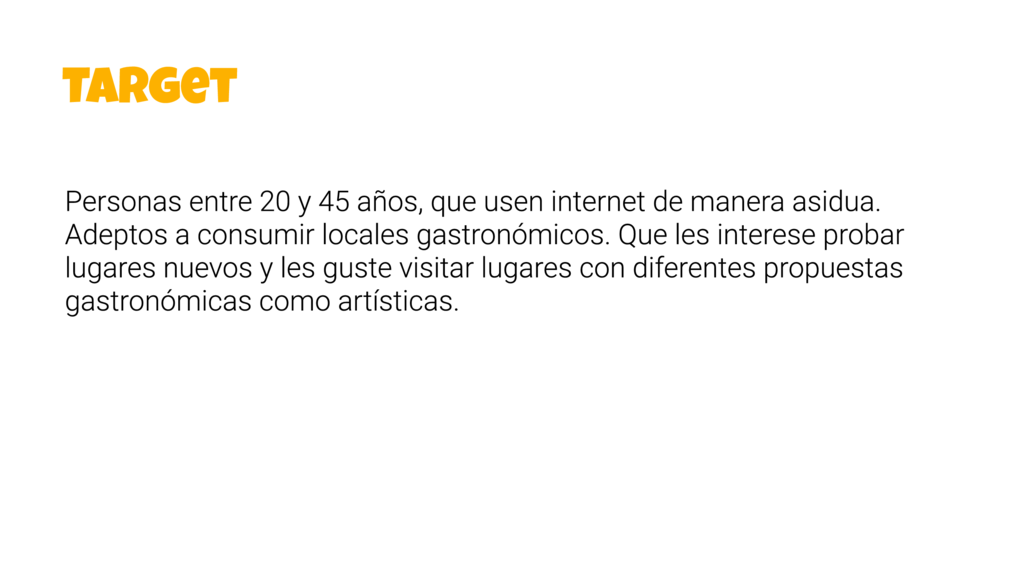 TARGET
Personas entre 20 y 45 años, que usen internet de manera asidua.
Adeptos a consumir locales gastronómicos. Que les interese probar
lugares nuevos y les guste visitar lugares con diferentes propuestas
gastronómicas como artísticas.